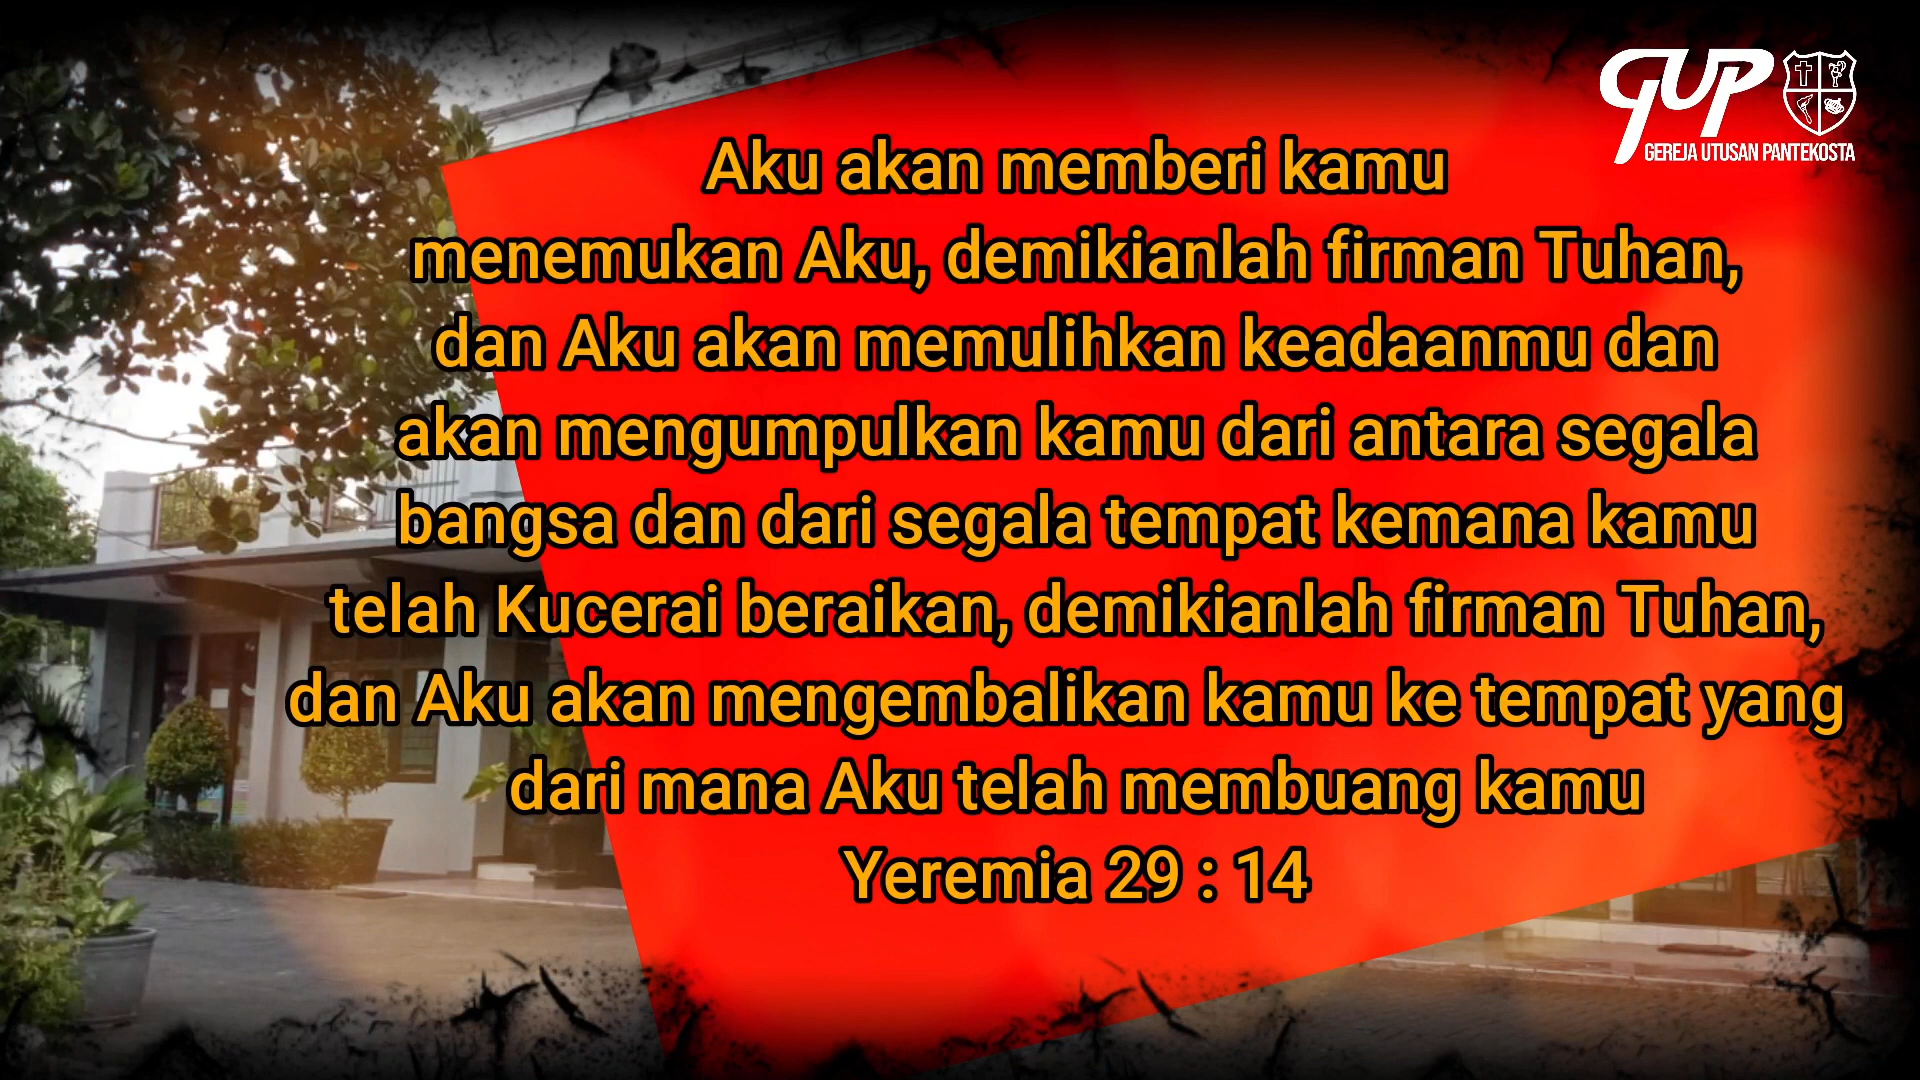 GUP
GEREJA UTUSAN PANTEKOSTA
Aku akan memberi kamu
menemukan Aku, demikianlah firman Tuhan,
dan Aku akan memulihkan keadaanmu dan
akan mengumpulkan kamu dari antara segala
bangsa dan dari segala tempat kemana kamu
telah Kucerai beraikan, demikianlah firman Tuhan,
dan Aku akan mengembalikan kamu ke tempat yang
dari mana Aku telah membuang kamu
Yeremia 29 : 14